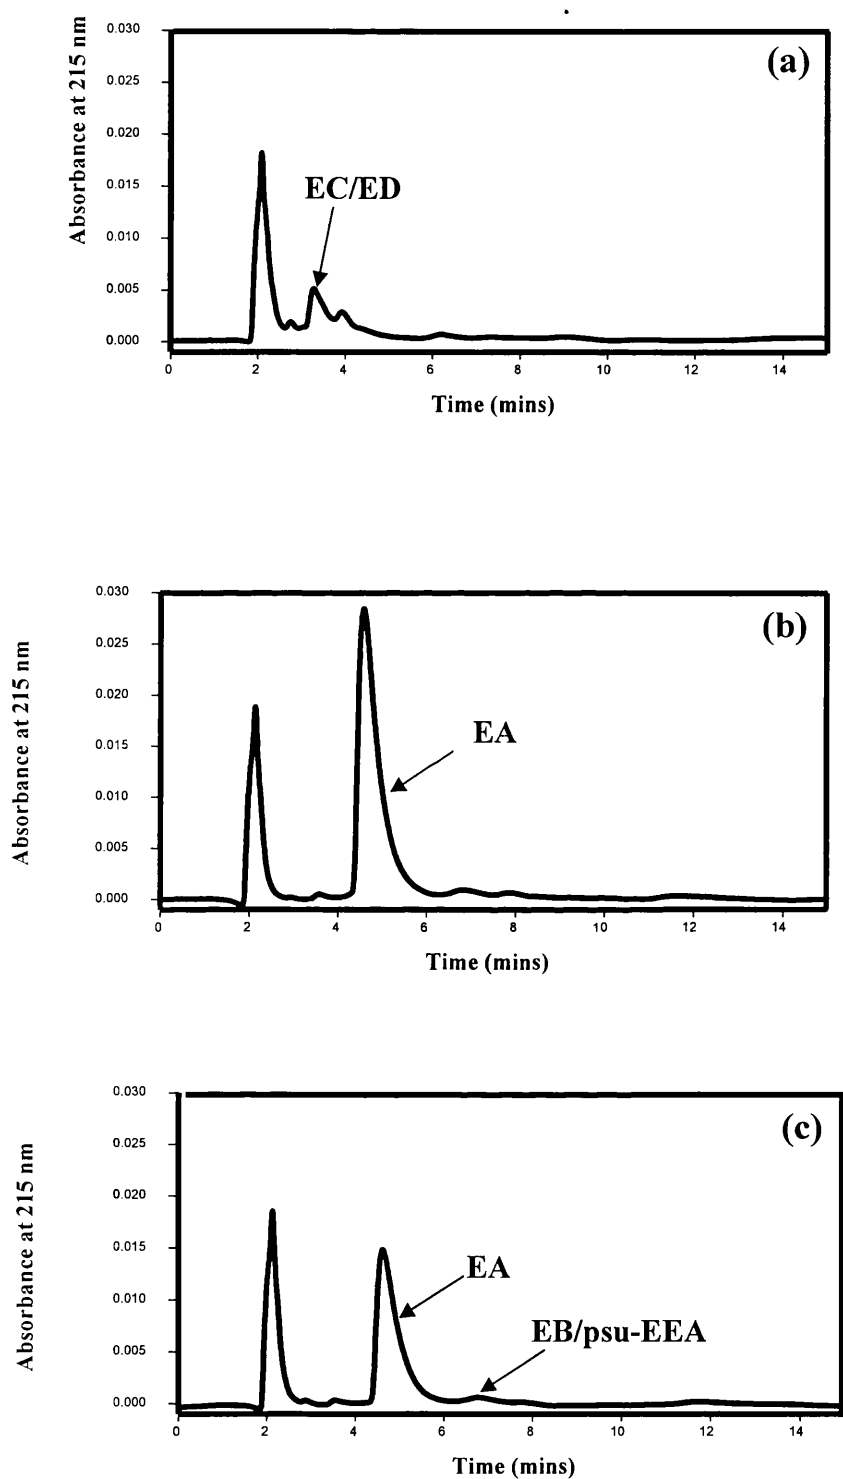 (a)
Absorbance at 215 nm
0.030
0.025
0.020
0.015
0.010
0.005
0.000
EC/ED
0 2 4 6 8 10 12 14
Time (mins)
(b)
Absorbance at 215 nm
0.030
0.025
0.020
0.015
0.010
0.005
0.000
EA
0 2 4 6 8 10 12 14
Time (mins)
(c)
Absorbance at 215 nm
0.030
0.025
0.020
0.015
0.010
0.005
0.000
EA
EB/psu-EEA
0 2 4 6 8 10 12 14
Time (mins)